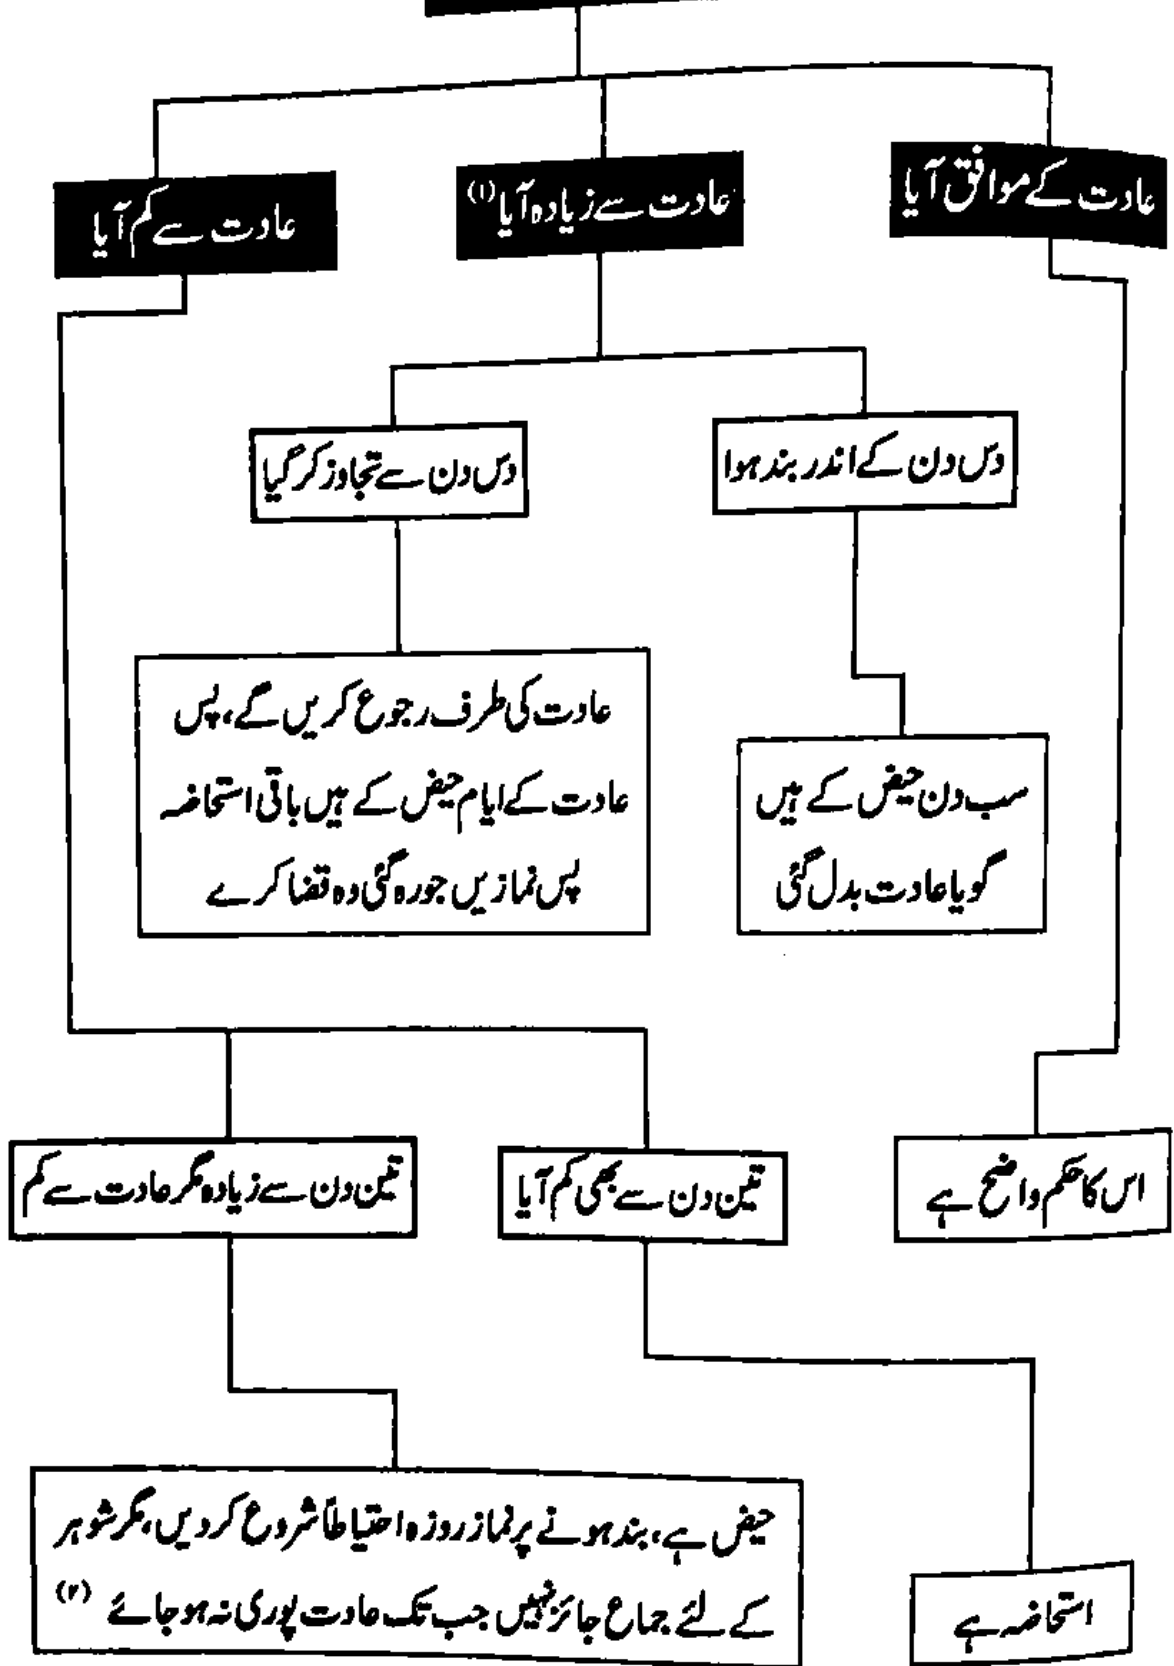 عادت کے موافق آیا
عادت سے زیادہ آیا (۱)
عادت سے کم آیا
دس دن کے اندر بند ہوا
دس دن سے تجاوز کر گیا
سب دن حیض کے ہیں
گویا عادت بدل گئی
عادت کی طرف رجوع کریں گے، پس
عادت کے ایام حیض کے ہیں باقی استحاضہ
پس نمازیں جو رہ گئی وہ قضا کرے
اس کا حکم واضح ہے
تین دن سے بھی کم آیا
تین دن سے زیادہ مگر عادت سے کم
استحاضہ ہے
حیض ہے، بند ہونے پر نماز روزہ احتیاطاً شروع کردیں، مگر شوہر
کے لئے جماع جائز نہیں جب تک عادت پوری نہ ہو جائے (۲)